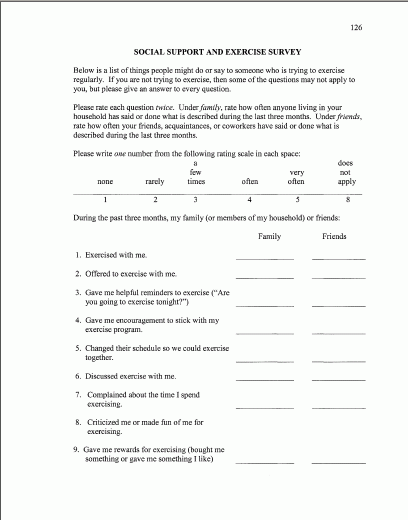 126
SOCIAL SUPPORT AND EXERCISE SURVEY
Below is a list of things people might do or say to someone who is trying to exercise
regularly. If you are not trying to exercise, then some of the questions may not apply to
you, but please give an answer to every question.
Please rate each question twice. Under family, rate how often anyone living in your
household has said or done what is described during the last three months. Under friends,
rate how often your friends, acquaintances, or coworkers have said or done what is
described during the last three months.
Please write one number from the following rating scale in each space:
a does
few very not
none rarely times often often apply
1 2 3 4 5 8
During the past three months, my family (or members of my household) or friends:
Family Friends
1. Exercised with me.
2. Offered to exercise with me.
3. Gave me helpful reminders to exercise ("Are
you going to exercise tonight?")
4. Gave me encouragement to stick with my
exercise program.
5. Changed their schedule so we could exercise
together.
6. Discussed exercise with me.
7. Complained about the time I spend
exercising.
8. Criticized me or made fun of me for
exercising.
9. Gave me rewards for exercising (bought me
something or gave me something I like)